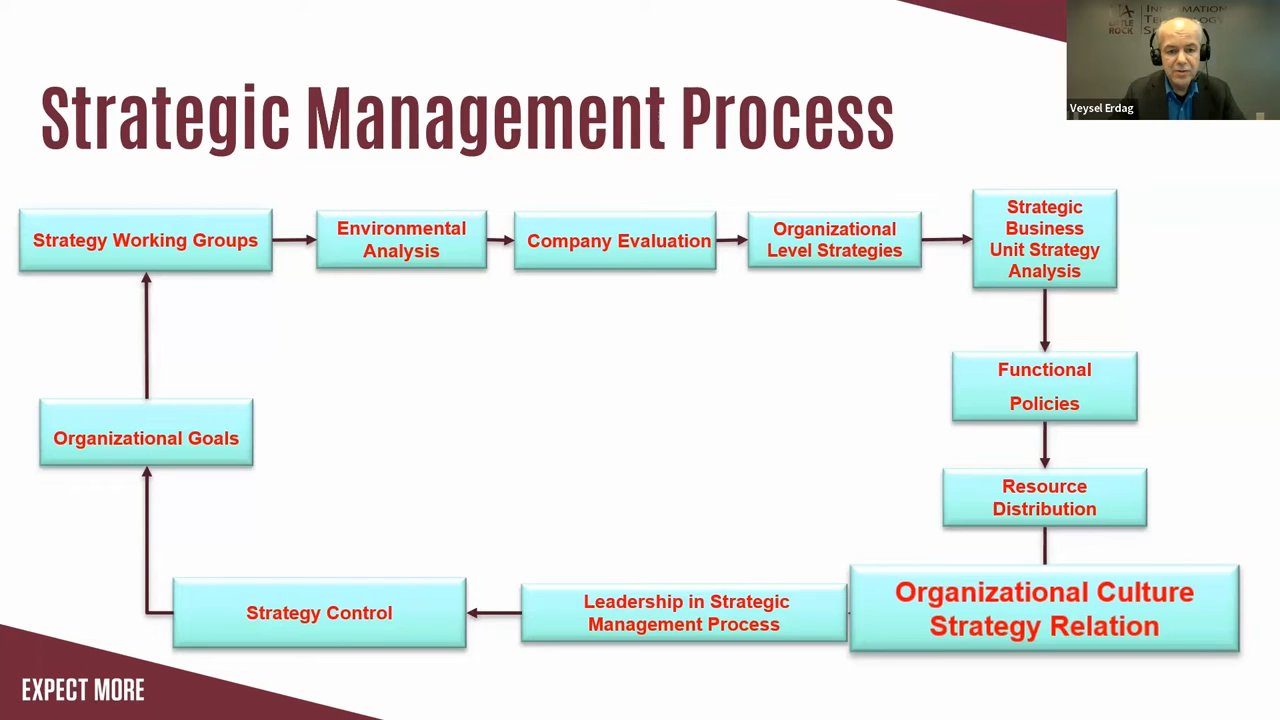 Strategic Management Process
Veysel Erdag
Strategy Working Groups
Environmental
Analysis
Company Evaluation
Organizational
Level Strategies
Strategic
Business
Unit Strategy
Analysis
Functional
Policies
Resource
Distribution
Organizational Culture
Strategy Relation
Leadership in Strategic
Management Process
Strategy Control
Organizational Goals
EXPECT MORE